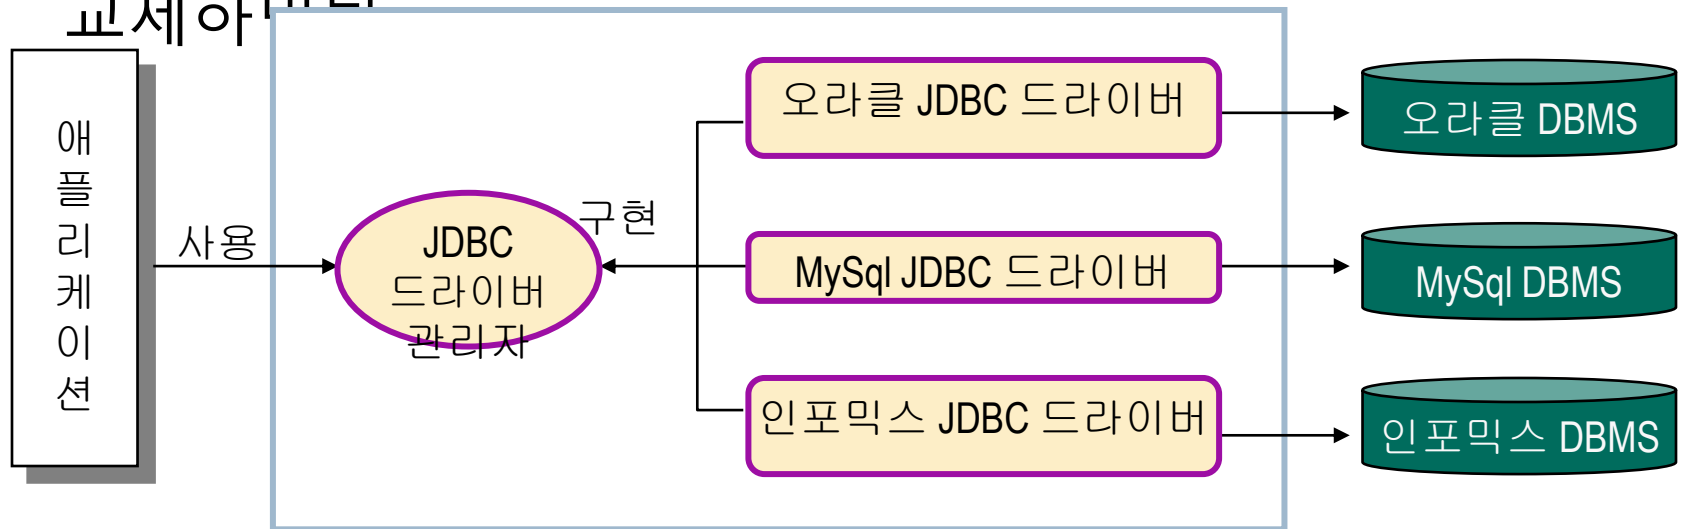 애플리케이션
사용
JDBC
드라이버
관리자
구현
오라클 JDBC 드라이버
MySql JDBC 드라이버
인포믹스 JDBC 드라이버
오라클 DBMS
MySql DBMS
인포믹스 DBMS